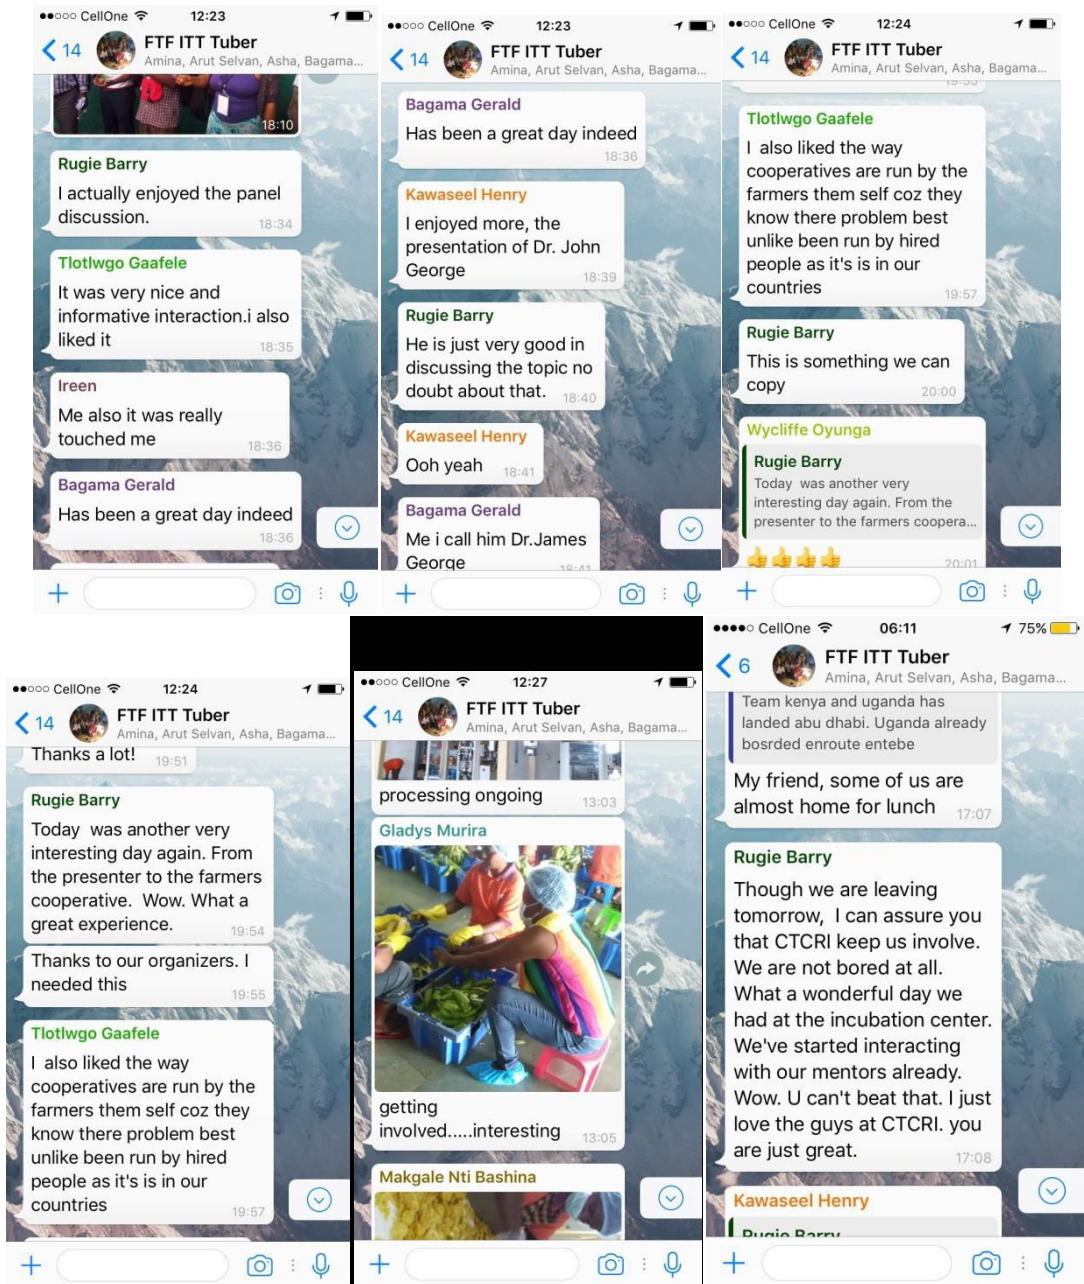 CellOne 12:23
14 FTF ITT Tuber
Amina, Arut Selvan, Asha, Bagama...
18:10
Rugie Barry
I actually enjoyed the panel
discussion.
18:34
Tlotlwgo Gaafele
It was very nice and
informative interaction.i also
liked it
18:35
Ireen
Me also it was really
touched me
18:36
Bagama Gerald
Has been a great day indeed
18:36
CellOne 12:23
14 FTF ITT Tuber
Amina, Arut Selvan, Asha, Bagama...
Bagama Gerald
Has been a great day indeed
18:36
Kawaseel Henry
I enjoyed more, the
presentation of Dr. John
George
18:39
Rugie Barry
He is just very good in
discussing the topic no
doubt about that. 18:40
Kawaseel Henry
Ooh yeah 18:41
Bagama Gerald
Me i call him Dr.James
George
18:41
CellOne 12:24
14 FTF ITT Tuber
Amina, Arut Selvan, Asha, Bagama...
19:55
Tlotlwgo Gaafele
I also liked the way
cooperatives are run by the
farmers them self coz they
know there problem best
unlike been run by hired
people as it's is in our
countries
19:57
Rugie Barry
This is something we can
copy
20:00
Wycliffe Oyunga
Rugie Barry
Today was another very
interesting day again. From the
presenter to the farmers coopera...
👍👍👍👍 20:01
CellOne 12:24
14 FTF ITT Tuber
Amina, Arut Selvan, Asha, Bagama...
Thanks a lot! 19:51
Rugie Barry
Today was another very
interesting day again. From
the presenter to the farmers
cooperative. Wow. What a
great experience.
19:54
Thanks to our organizers. I
needed this
19:55
Tlotlwgo Gaafele
I also liked the way
cooperatives are run by the
farmers them self coz they
know there problem best
unlike been run by hired
people as it's is in our
countries
19:57
CellOne 12:27
14 FTF ITT Tuber
Amina, Arut Selvan, Asha, Bagama...
processing ongoing 13:03
Gladys Murira
getting
involved.....interesting 13:05
Makgale Nti Bashina
CellOne 06:11 75%
6 FTF ITT Tuber
Amina, Arut Selvan, Asha, Bagama...
Team kenya and uganda has
landed abu dhabi. Uganda already
bosrded enroute entebe
My friend, some of us are
almost home for lunch 17:07
Rugie Barry
Though we are leaving
tomorrow, I can assure you
that CTCRI keep us involve.
We are not bored at all.
What a wonderful day we
had at the incubation center.
We've started interacting
with our mentors already.
Wow. U can't beat that. I just
love the guys at CTCRI. you
are just great.
17:08
Kawaseel Henry
Rugie Barry